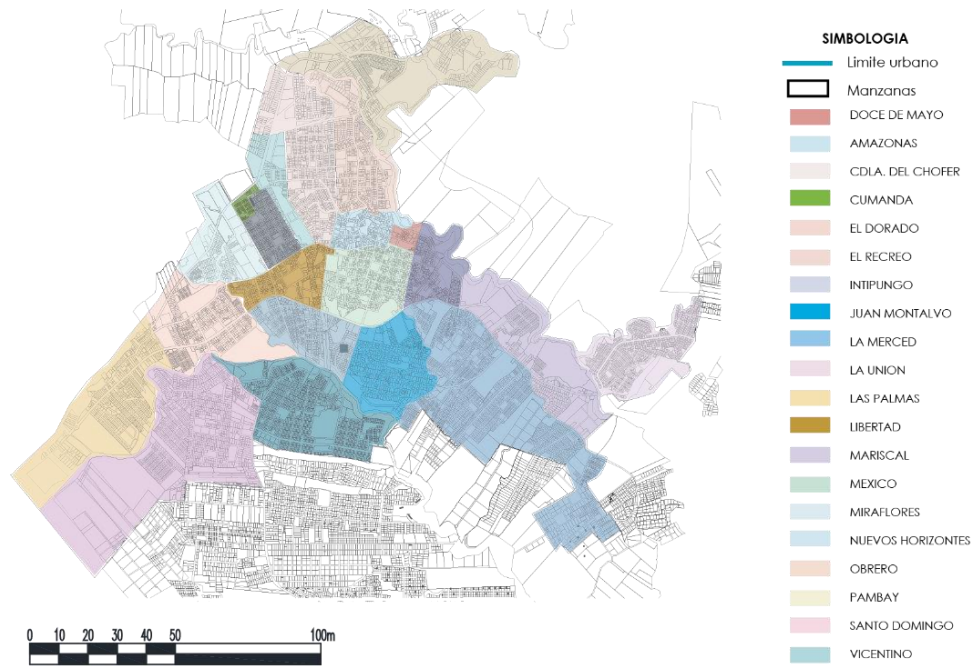 SIMBOLOGIA
Limite urbano
Manzanas
DOCE DE MAYO
AMAZONAS
CDLA. DEL CHOFER
CUMANDA
EL DORADO
EL RECREO
INTIPUNGO
JUAN MONTALVO
LA MERCED
LA UNION
LAS PALMAS
LIBERTAD
MARISCAL
MEXICO
MIRAFLORES
NUEVOS HORIZONTES
OBRERO
PAMBAY
SANTO DOMINGO
VICENTINO
0 10 20 30 40 50 100m